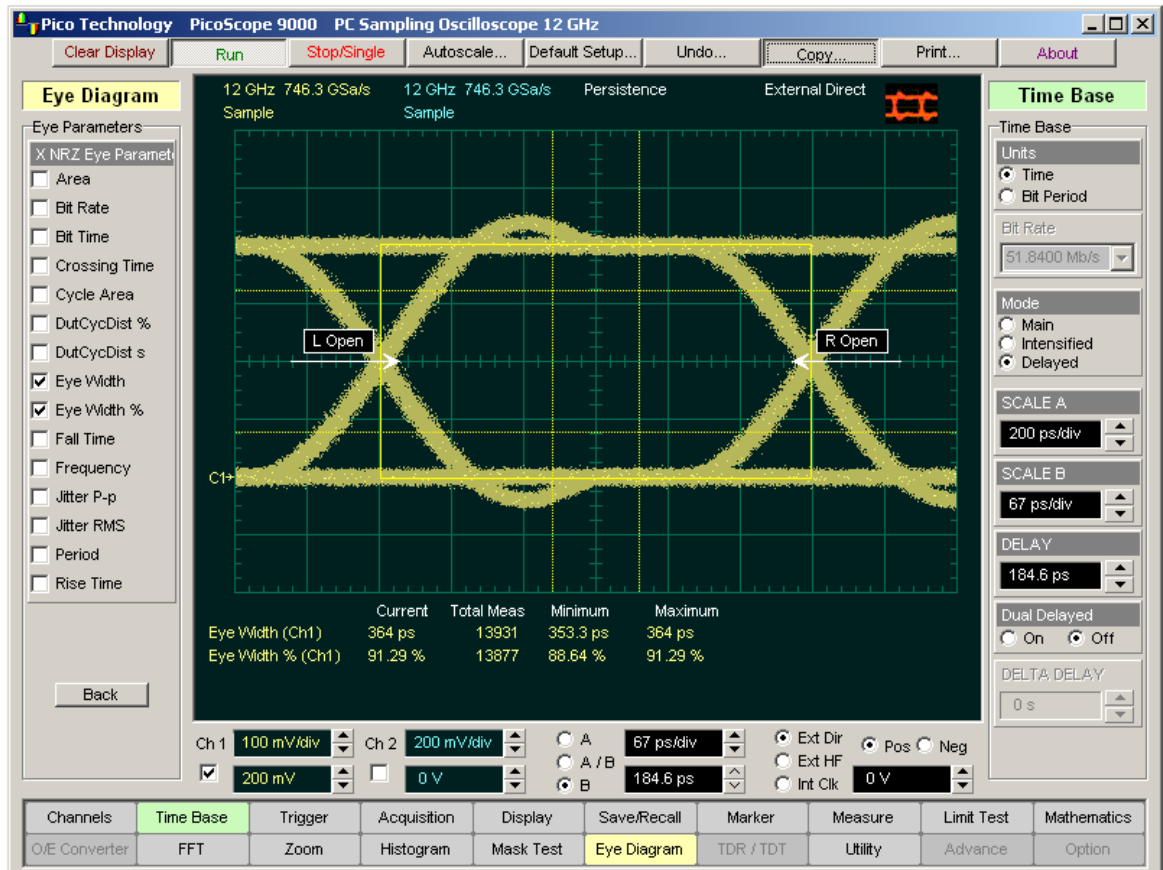 Pico Technology PicoScope 9000 PC Sampling Oscilloscope 12 GHz
Clear Display Run Stop/Single Autoscale... Default Setup... Undo... Copy... Print... About
Eye Diagram
Eye Parameters
X NRZ Eye Paramet
Area
Bit Rate
Bit Time
Crossing Time
Cycle Area
DutCycDist %
DutCycDist s
Eye Width
Eye Width %
Fall Time
Frequency
Jitter P-p
Jitter RMS
Period
Rise Time
Back
12 GHz 746.3 GSa/s 12 GHz 746.3 GSa/s Persistence External Direct
Sample Sample
L Open R Open
C1
Current Total Meas Minimum Maximum
Eye Width (Ch1) 364 ps 13931 353.3 ps 364 ps
Eye Width % (Ch1) 91.29 % 13877 88.64 % 91.29 %
Time Base
Time Base
Units
Time
Bit Period
Bit Rate
51.8400 Mb/s
Mode
Main
Intensified
Delayed
SCALE A
200 ps/div
SCALE B
67 ps/div
DELAY
184.6 ps
Dual Delayed
On Off
DELTA DELAY
0 s
Ch 1 100 mV/div Ch 2 200 mV/div A 67 ps/div Ext Dir Pos Neg
A / B Ext HF
200 mV 0 V B 184.6 ps Int Clk 0 V
Channels Time Base Trigger Acquisition Display Save/Recall Marker Measure Limit Test Mathematics
O/E Converter FFT Zoom Histogram Mask Test Eye Diagram TDR / TDT Utility Advance Option